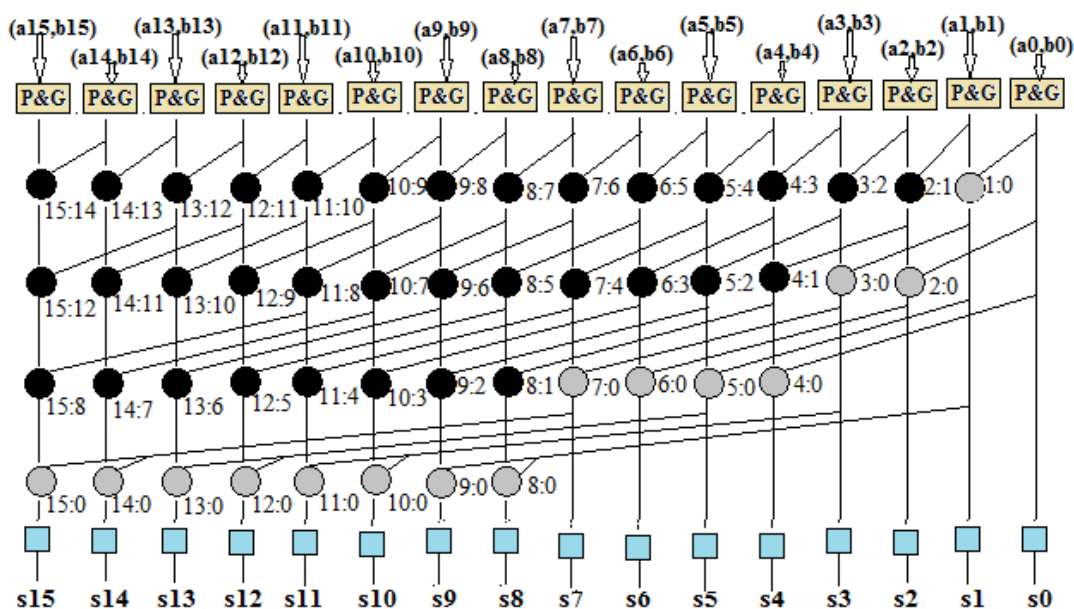 (a15,b15) (a13,b13) (a11,b11) (a9,b9) (a7,b7) (a5,b5) (a3,b3) (a1,b1)
(a14,b14) (a12,b12) (a10,b10) (a8,b8) (a6,b6) (a4,b4) (a2,b2) (a0,b0)
P&G P&G P&G P&G P&G P&G P&G P&G P&G P&G P&G P&G P&G P&G P&G P&G
15:14 14:13 13:12 12:11 11:10 10:9 9:8 8:7 7:6 6:5 5:4 4:3 3:2 2:1 1:0
15:12 14:11 13:10 12:9 11:8 10:7 9:6 8:5 7:4 6:3 5:2 4:1 3:0 2:0
15:8 14:7 13:6 12:5 11:4 10:3 9:2 8:1 7:0 6:0 5:0 4:0
15:0 14:0 13:0 12:0 11:0 10:0 9:0 8:0
s15 s14 s13 s12 s11 s10 s9 s8 s7 s6 s5 s4 s3 s2 s1 s0